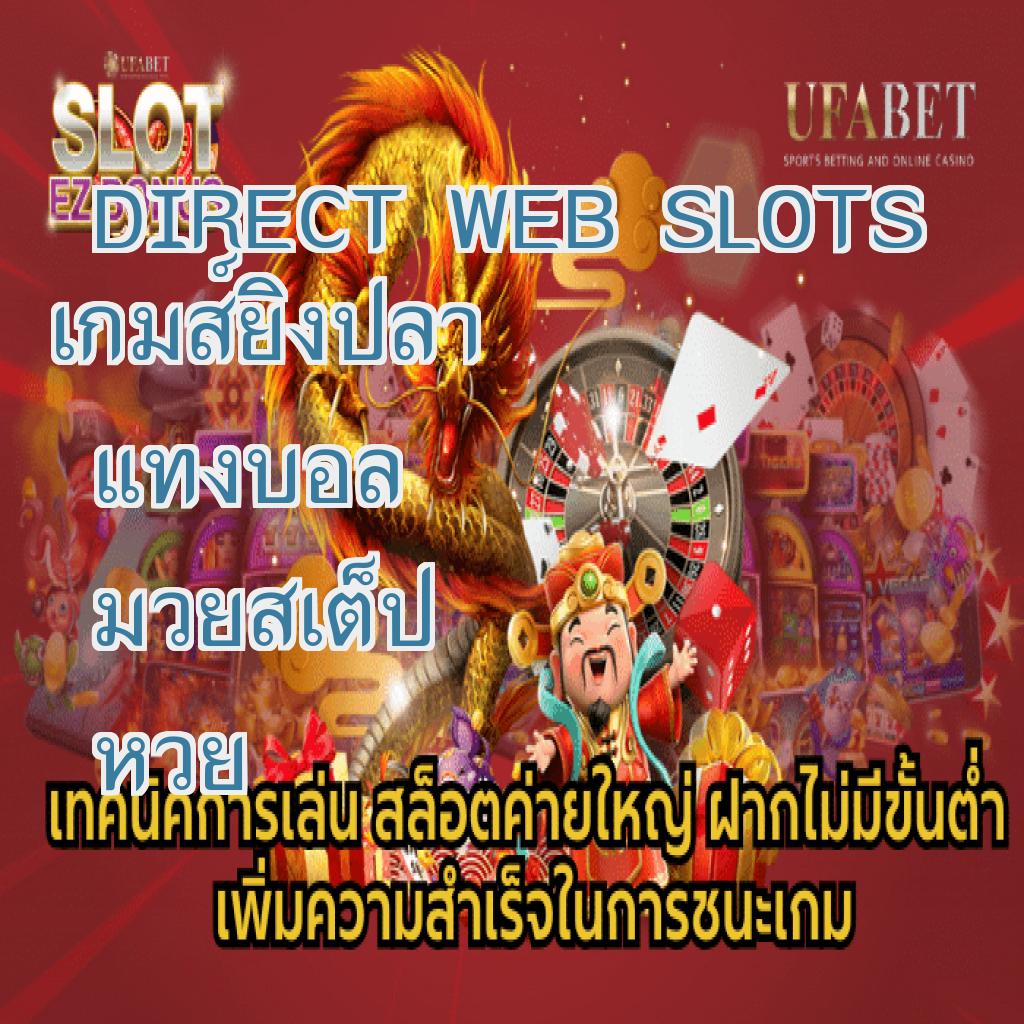 UFABET
SLOT
UFABET
SPORTS BETTING AND ONLINE CASINO
DIRECT WEB SLOTS
เกมส์ยิงปลา
แทงบอล
มวยสเต็ป
หวย
เทคนิคการเล่น สล็อตค่ายใหญ่ ฝากไม่มีขั้นต่ำ
เพิ่มความสำเร็จในการชนะเกม